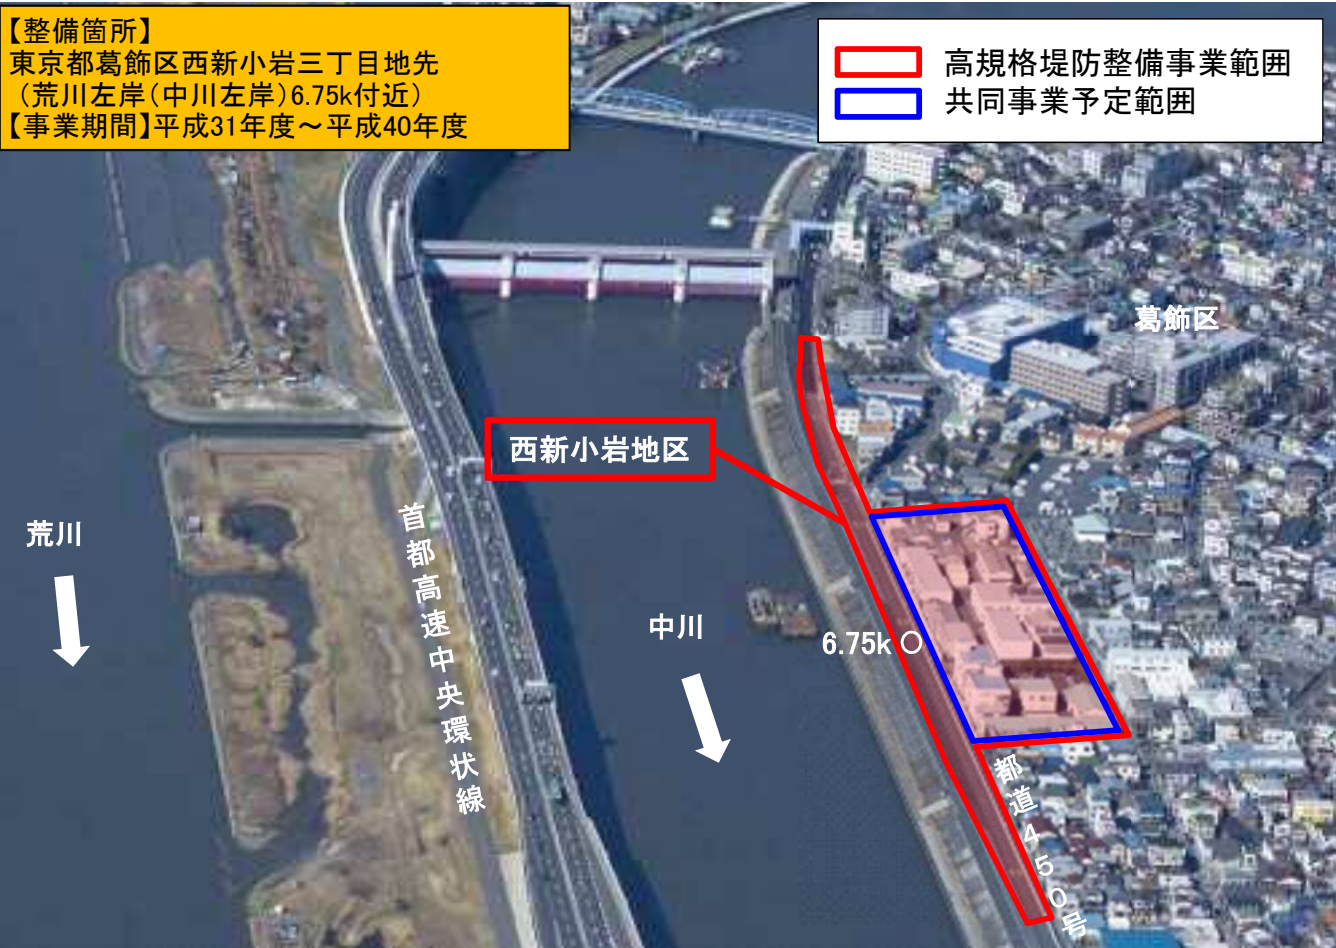 【整備箇所】
東京都葛飾区西新小岩三丁目地先
（荒川左岸（中川左岸）6.75k付近）
【事業期間】平成31年度～平成40年度
高規格堤防整備事業範囲
共同事業予定範囲
葛飾区
西新小岩地区
荒川
首都高速中央環状線
中川
6.75k
都道450号